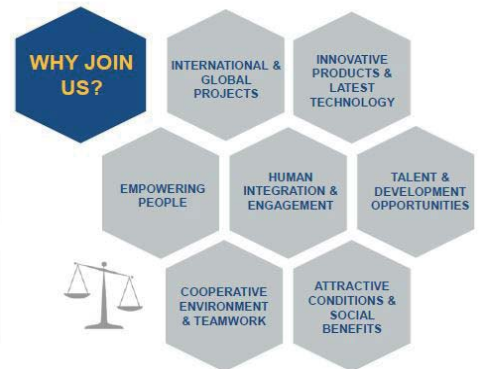 WHY JOIN
US?
INTERNATIONAL &
GLOBAL
PROJECTS
INNOVATIVE
PRODUCTS &
LATEST
TECHNOLOGY
EMPOWERING
PEOPLE
HUMAN
INTEGRATION &
ENGAGEMENT
TALENT &
DEVELOPMENT
OPPORTUNITIES
COOPERATIVE
ENVIRONMENT
& TEAMWORK
ATTRACTIVE
CONDITIONS &
SOCIAL
BENEFITS